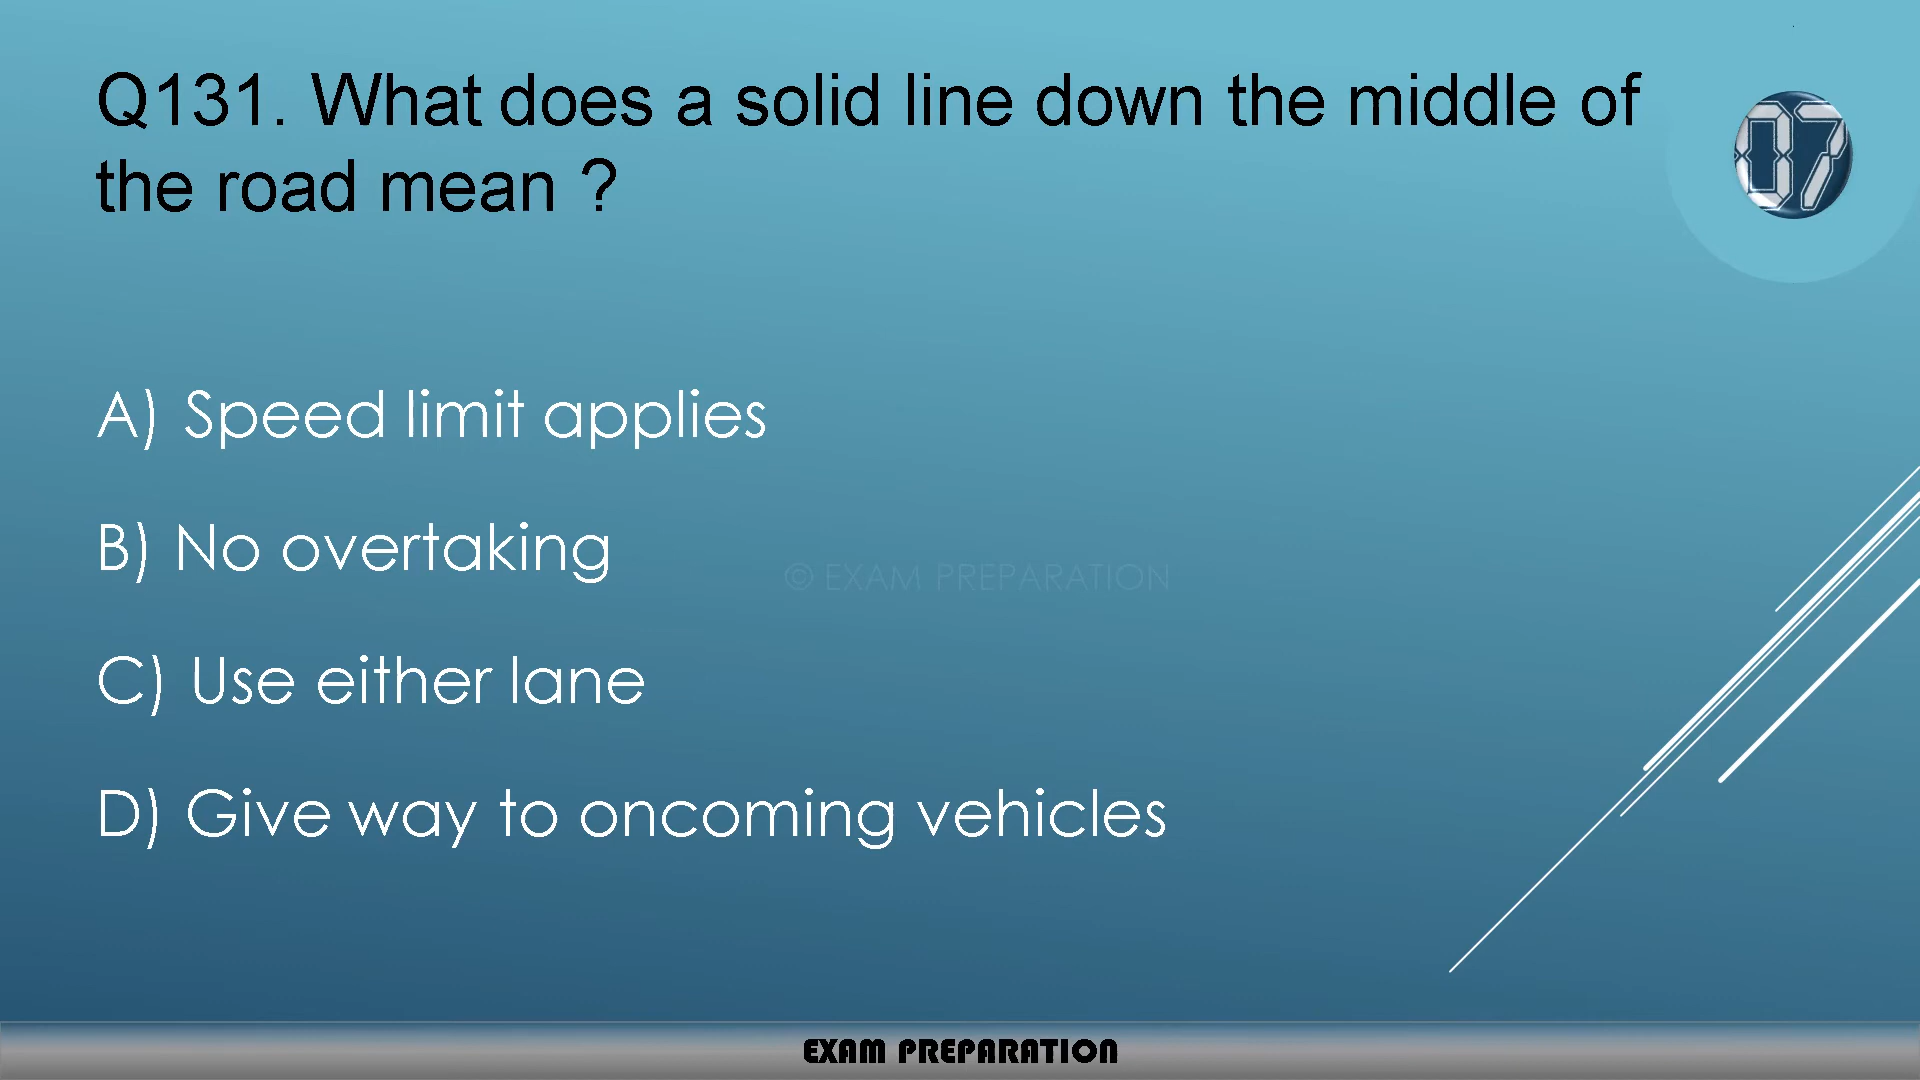 Q131. What does a solid line down the middle of
the road mean ?
07
A) Speed limit applies
B) No overtaking
© EXAM PREPARATION
C) Use either lane
D) Give way to oncoming vehicles
EXAM PREPARATION